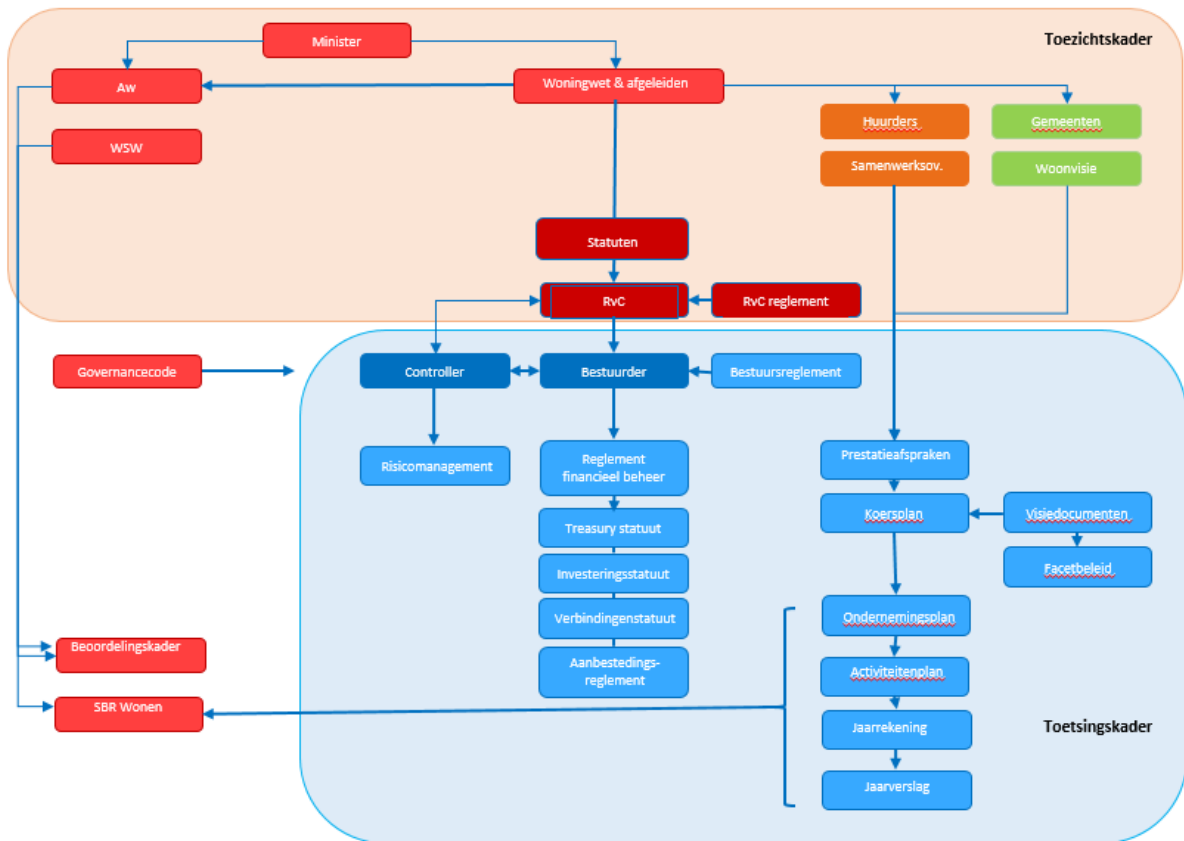 Minister
Toezichtskader
Aw
Woningwet & afgeleiden
Huurders
Gemeenten
WSW
Samenwerksov.
Woonvisie
Statuten
RvC
RvC reglement
Governancecode
Controller
Bestuurder
Bestuursreglement
Risicomanagement
Reglement
financieel beheer
Prestatieafspraken
Treasury statuut
Koersplan
Visiedocumenten
Investeringsstatuut
Facetbeleid
Verbindingenstatuut
Ondernemingsplan
Beoordelingskader
Aanbestedings-
reglement
Activiteitenplan
SBR Wonen
Jaarrekening
Toetsingskader
Jaarverslag